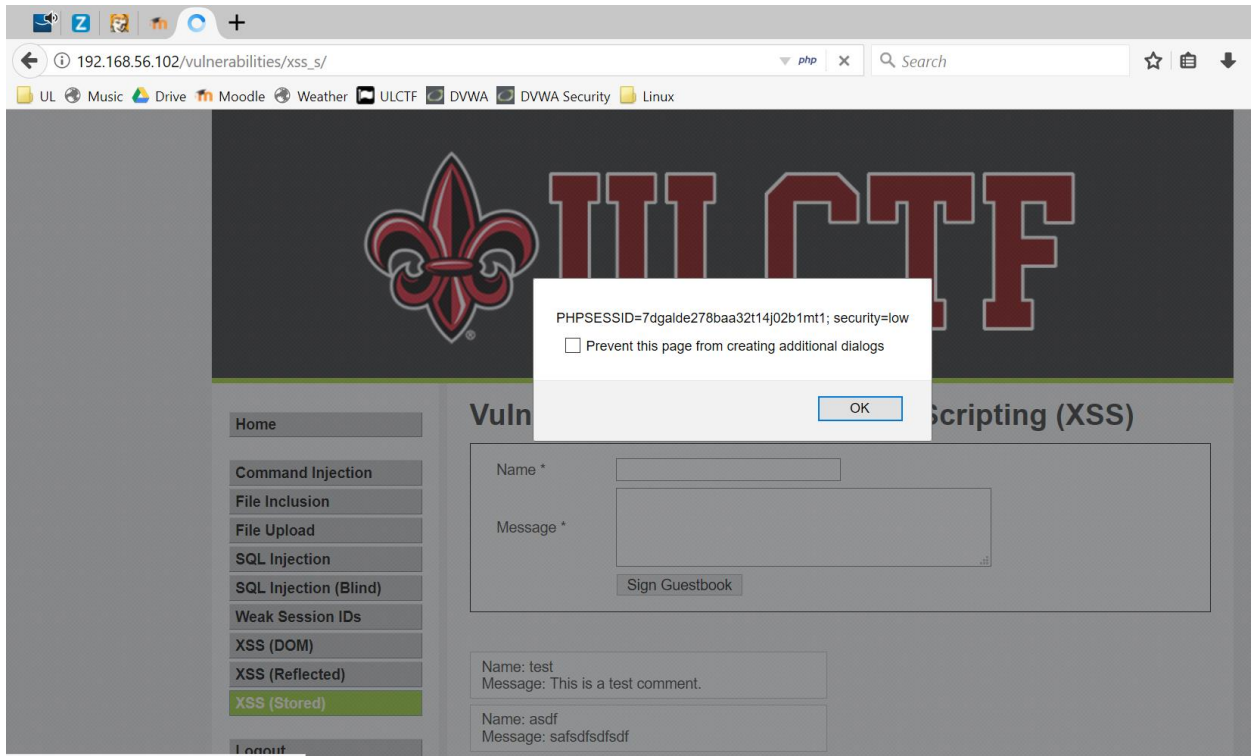 192.168.56.102/vulnerabilities/xss_s/
php
Search
UL
Music
Drive
Moodle
Weather
ULCTF
DVWA
DVWA Security
Linux
ULCTF
PHPSESSID=7dgalde278baa32t14j02b1mt1; security=low
Prevent this page from creating additional dialogs
OK
Vuln
Scripting (XSS)
Home
Command Injection
File Inclusion
File Upload
SQL Injection
SQL Injection (Blind)
Weak Session IDs
XSS (DOM)
XSS (Reflected)
XSS (Stored)
Logout
Name *
Message *
Sign Guestbook
Name: test
Message: This is a test comment.
Name: asdf
Message: safsdfsdfsdf